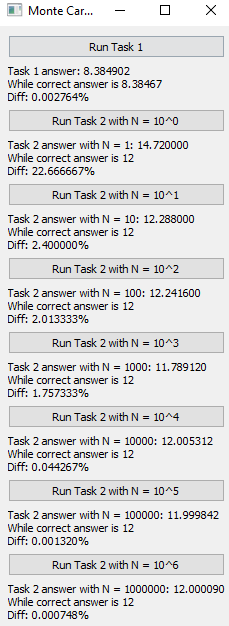 Monte Car...
Run Task 1
Task 1 answer: 8.384902
While correct answer is 8.38467
Diff: 0.002764%
Run Task 2 with N = 10^0
Task 2 answer with N = 1: 14.720000
While correct answer is 12
Diff: 22.666667%
Run Task 2 with N = 10^1
Task 2 answer with N = 10: 12.288000
While correct answer is 12
Diff: 2.400000%
Run Task 2 with N = 10^2
Task 2 answer with N = 100: 12.241600
While correct answer is 12
Diff: 2.013333%
Run Task 2 with N = 10^3
Task 2 answer with N = 1000: 11.789120
While correct answer is 12
Diff: 1.757333%
Run Task 2 with N = 10^4
Task 2 answer with N = 10000: 12.005312
While correct answer is 12
Diff: 0.044267%
Run Task 2 with N = 10^5
Task 2 answer with N = 100000: 11.999842
While correct answer is 12
Diff: 0.001320%
Run Task 2 with N = 10^6
Task 2 answer with N = 1000000: 12.000090
While correct answer is 12
Diff: 0.000748%